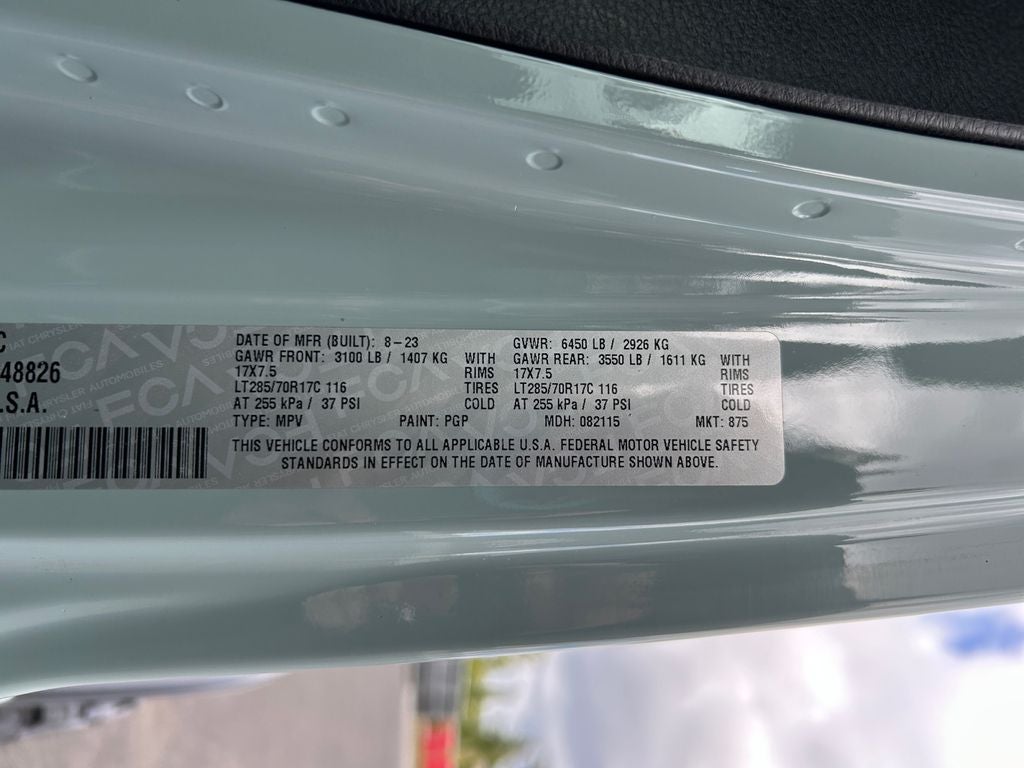 C
48826
.S.A.
DATE OF MFR (BUILT): 8-23 GVWR: 6450 LB / 2926 KG
GAWR FRONT: 3100 LB / 1407 KG WITH GAWR REAR: 3550 LB / 1611 KG WITH
17X7.5 RIMS 17X7.5 RIMS
LT285/70R17C 116 TIRES LT285/70R17C 116 TIRES
AT 255 kPa / 37 PSI COLD AT 255 kPa / 37 PSI COLD
TYPE: MPV PAINT: PGP MDH: 082115 MKT: 875
THIS VEHICLE CONFORMS TO ALL APPLICABLE U.S.A. FEDERAL MOTOR VEHICLE SAFETY
STANDARDS IN EFFECT ON THE DATE OF MANUFACTURE SHOWN ABOVE.